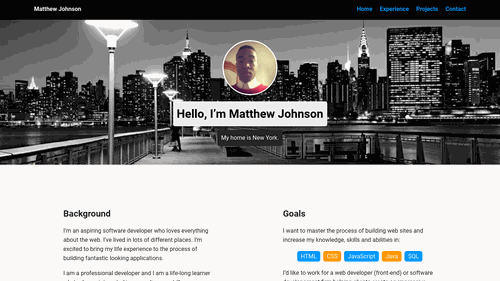 Matthew Johnson
Home Experience Projects Contact
Hello, I'm Matthew Johnson
My home is New York.
Background
I'm an aspiring software developer who loves everything
about the web. I've lived in lots of different places. I'm
excited to bring my life experience to the process of
building fantastic looking applications.
I am a professional developer and I am a life-long learner
Goals
I want to master the process of building web sites and
increase my knowledge, skills and abilities in:
HTML CSS JavaScript Java SQL
I'd like to work for a web developer (front-end) or software